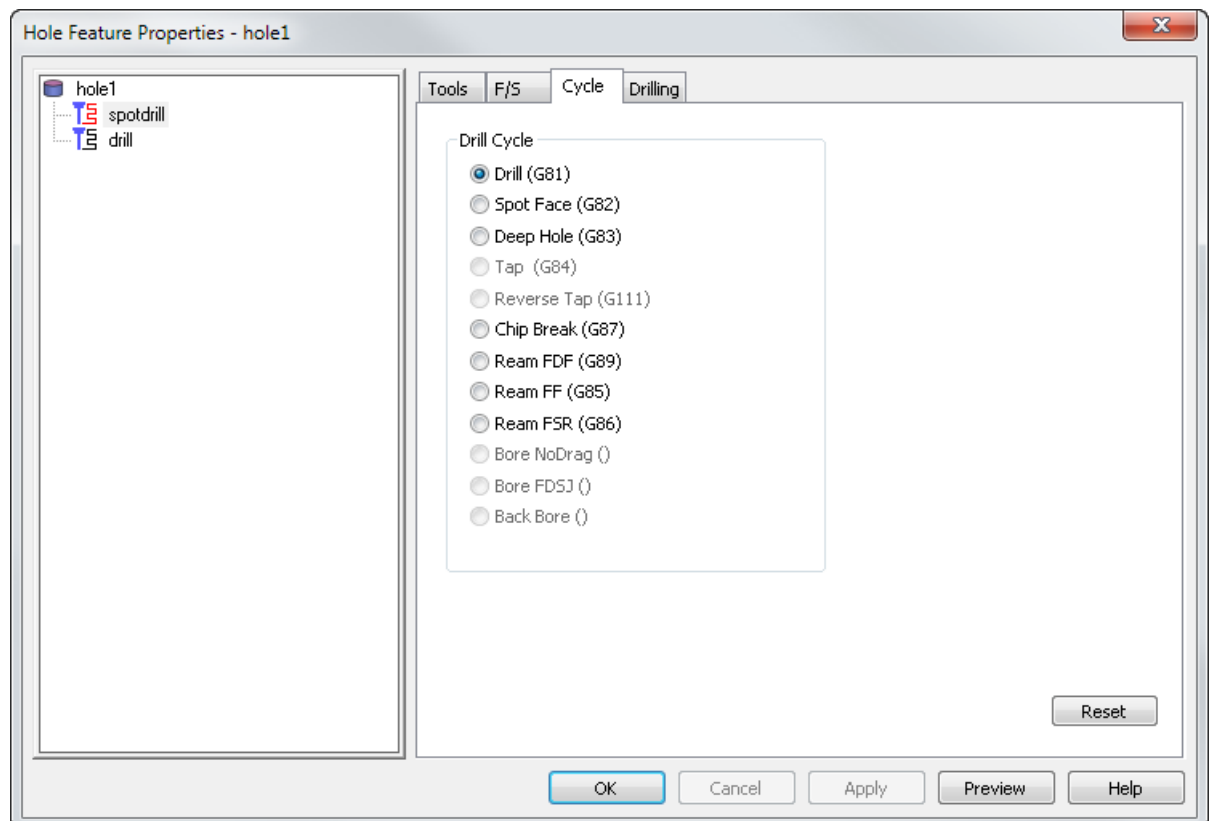 Hole Feature Properties - hole1
hole1
spotdrill
drill
Tools F/S Cycle Drilling
Drill Cycle
Drill (G81)
Spot Face (G82)
Deep Hole (G83)
Tap (G84)
Reverse Tap (G111)
Chip Break (G87)
Ream FDF (G89)
Ream FF (G85)
Ream FSR (G86)
Bore NoDrag ()
Bore FDSJ ()
Back Bore ()
Reset
OK Cancel Apply Preview Help